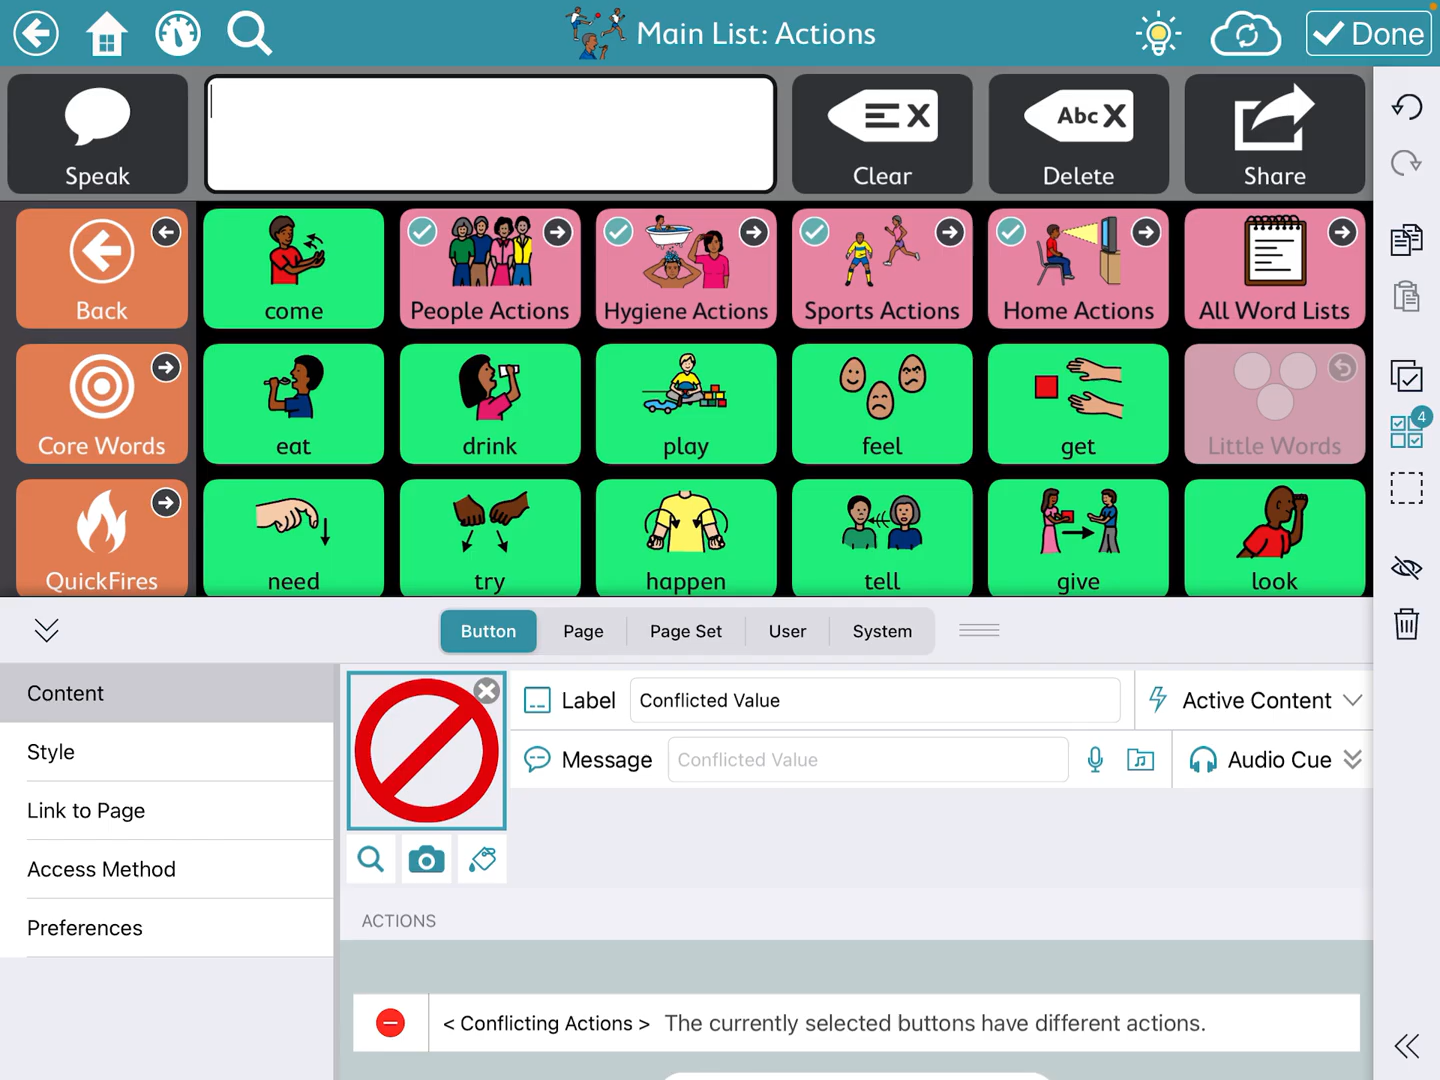 Main List: Actions
Done
Speak
Abc X
Clear
Delete
Share
Back
come
People Actions
Hygiene Actions
Sports Actions
Home Actions
All Word Lists
Core Words
eat
drink
play
feel
get
Little Words
4
QuickFires
need
try
happen
tell
give
look
Button
Page
Page Set
User
System
Content
Label
Conflicted Value
Active Content
Style
Message
Conflicted Value
Audio Cue
Link to Page
Access Method
Preferences
ACTIONS
< Conflicting Actions > The currently selected buttons have different actions.